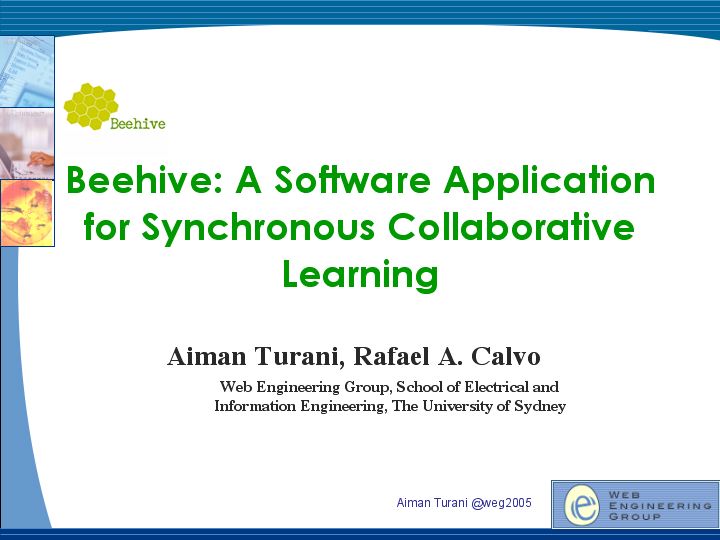 Beehive
Beehive: A Software Application
for Synchronous Collaborative
Learning
Aiman Turani, Rafael A. Calvo
Web Engineering Group, School of Electrical and
Information Engineering, The University of Sydney
Aiman Turani @weg2005
e
WEB
ENGINEERING
GROUP